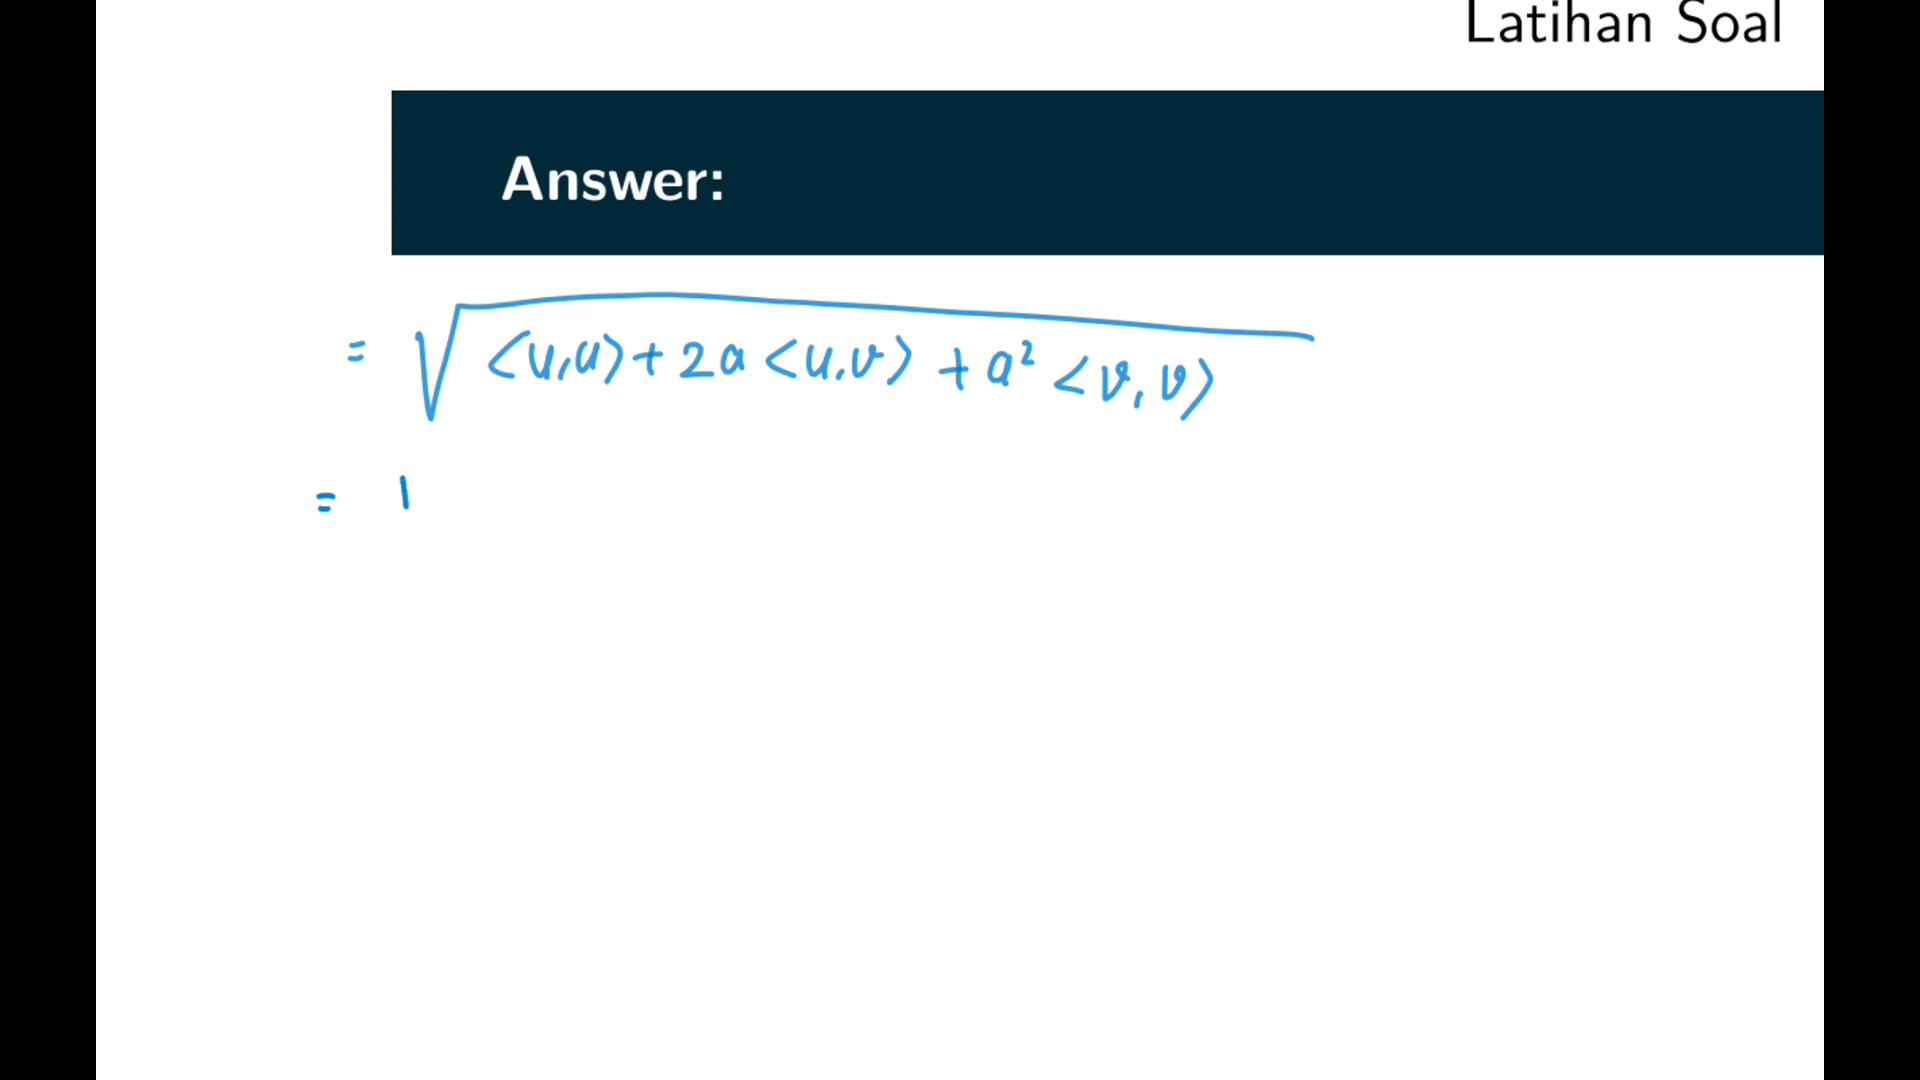 Latihan Soal
Answer:
= √<u,u> + 2a <u,v> + a² <v,v>
= 1